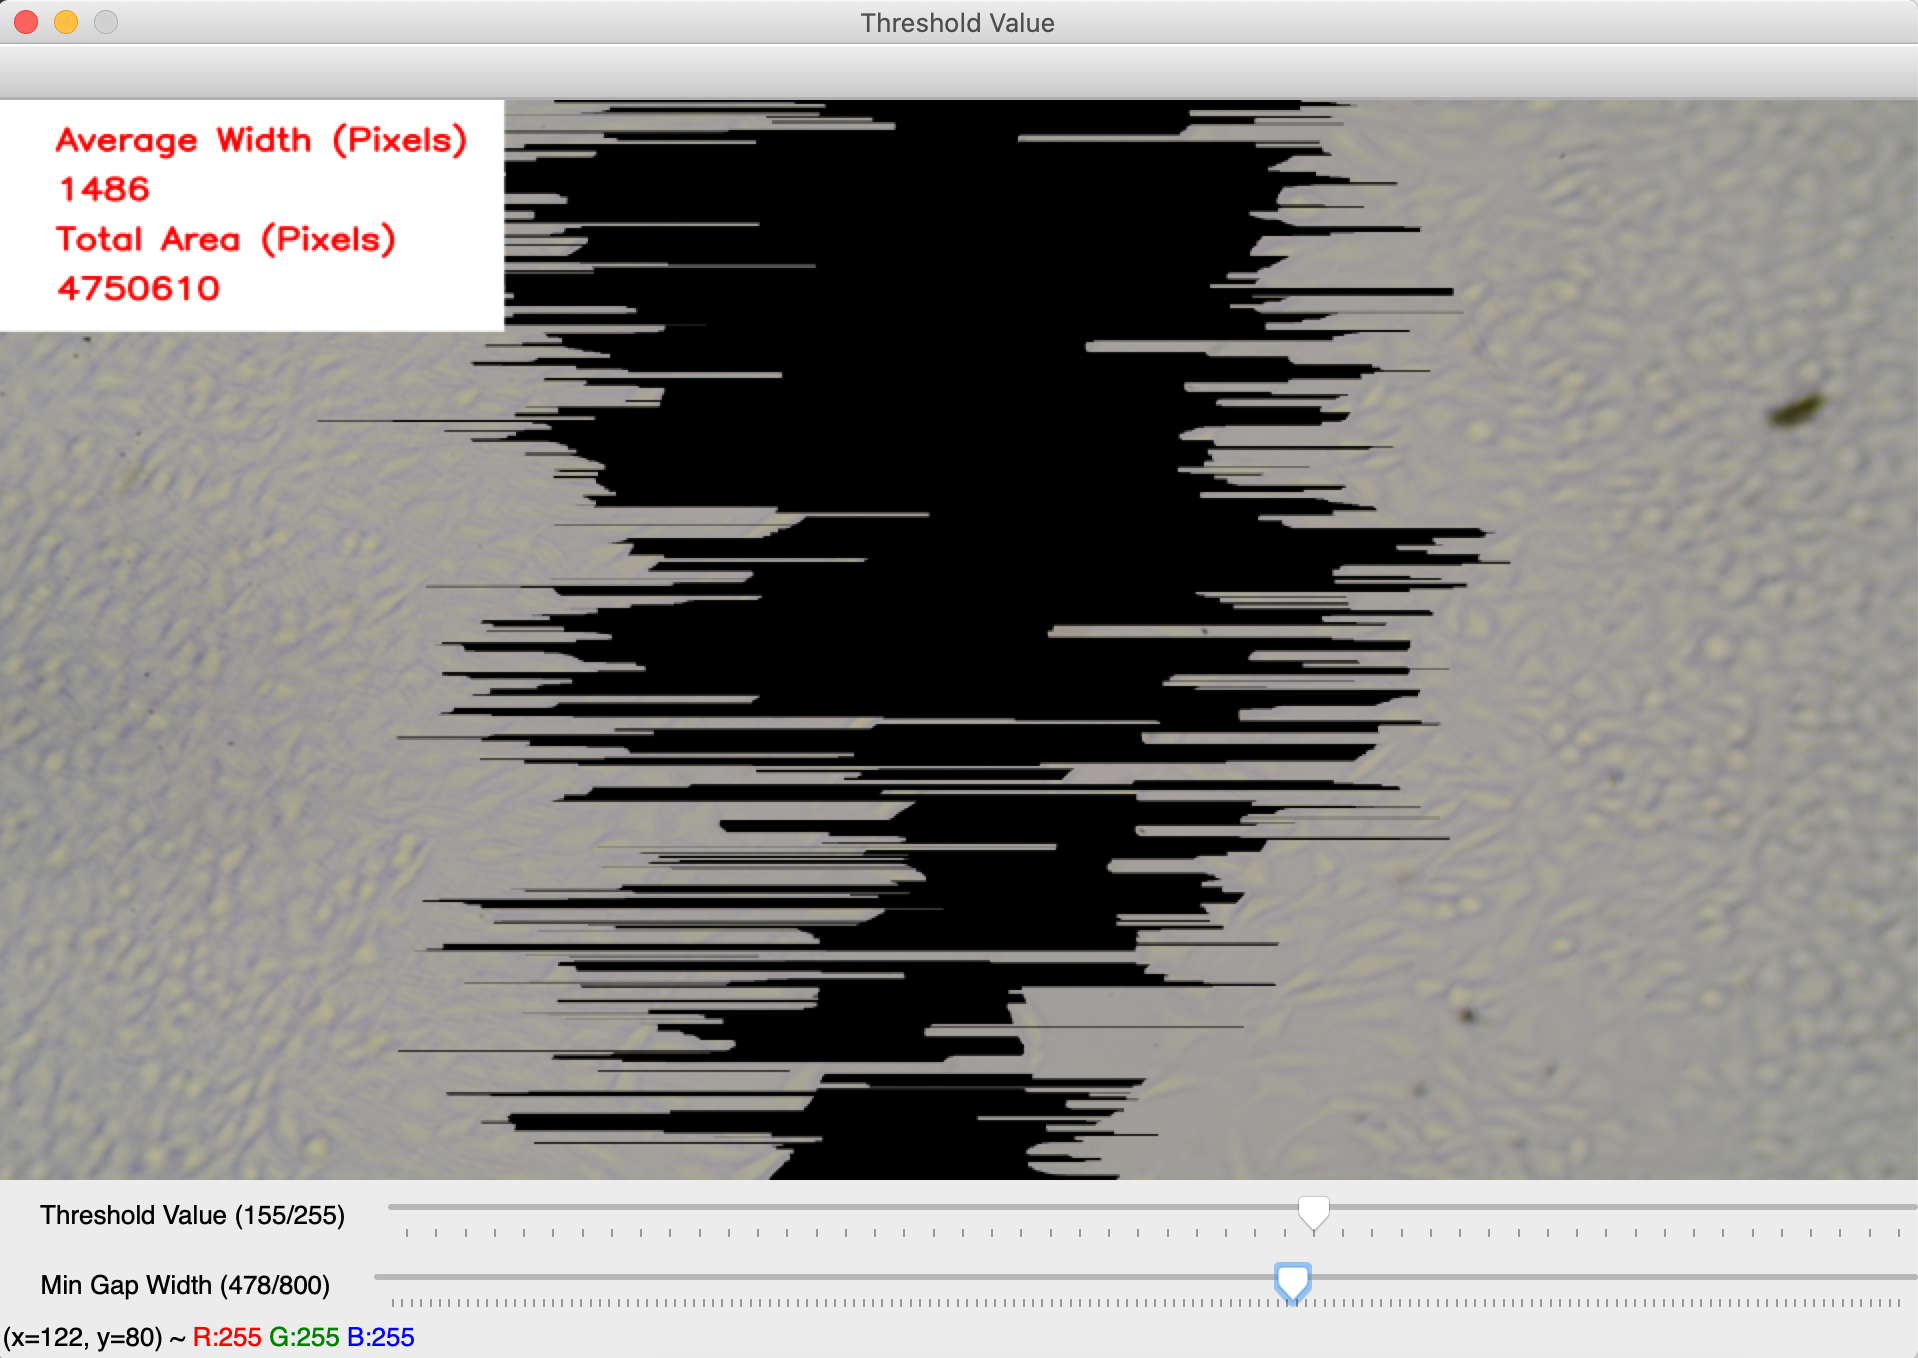 Threshold Value
Average Width (Pixels)
1486
Total Area (Pixels)
4750610
Threshold Value (155/255)
Min Gap Width (478/800)
(x=122, y=80) ~ R:255 G:255 B:255